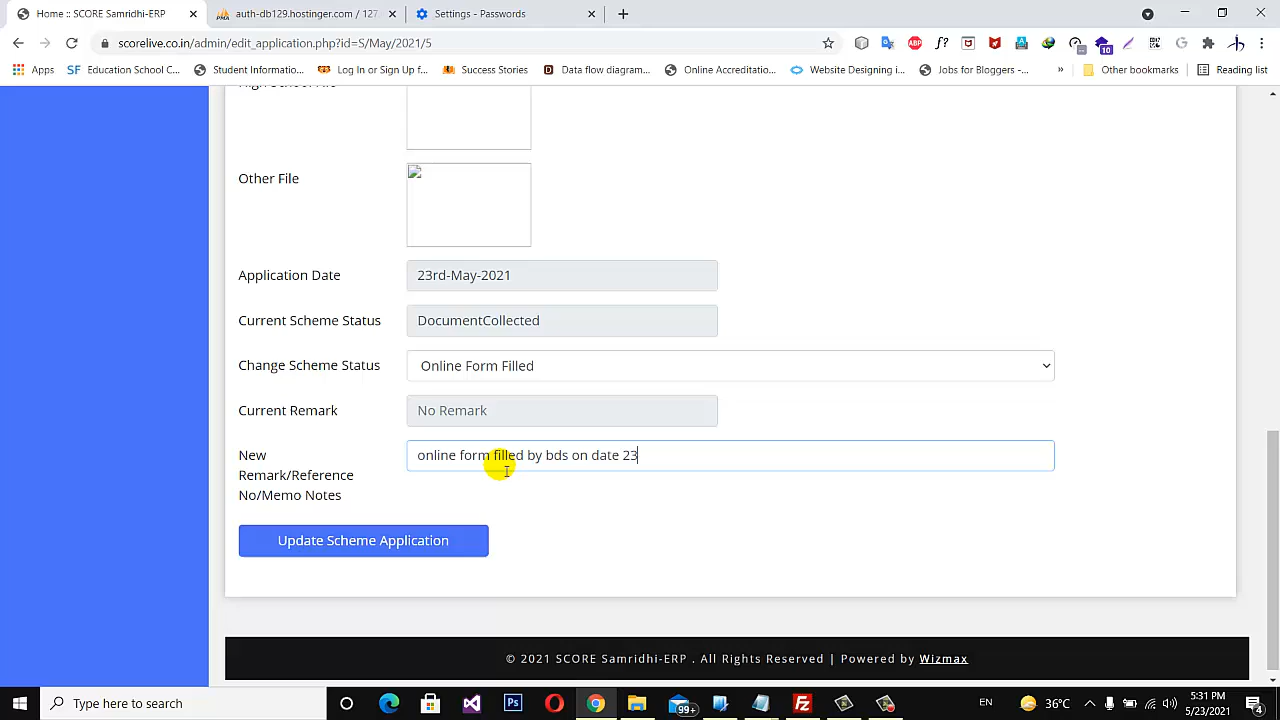 Home :: SCORE Samridhi-ERP
auth-db129.hostinger.com / 127.
Settings - Passwords
scorelive.co.in/admin/edit_application.php?id=S/May/2021/5
Apps
Education School C...
Student Informatio...
Log In or Sign Up f...
Success Stories
Data flow diagram...
Online Accreditatio...
Website Designing i...
Jobs for Bloggers -...
»
Other bookmarks
Reading list
Other File
Application Date
23rd-May-2021
Current Scheme Status
DocumentCollected
Change Scheme Status
Online Form Filled
Current Remark
No Remark
New
Remark/Reference
No/Memo Notes
online form filled by bds on date 23
Update Scheme Application
© 2021 SCORE Samridhi-ERP . All Rights Reserved | Powered by Wizmax
Type here to search
99+
EN
36°C
5:31 PM
5/23/2021
4